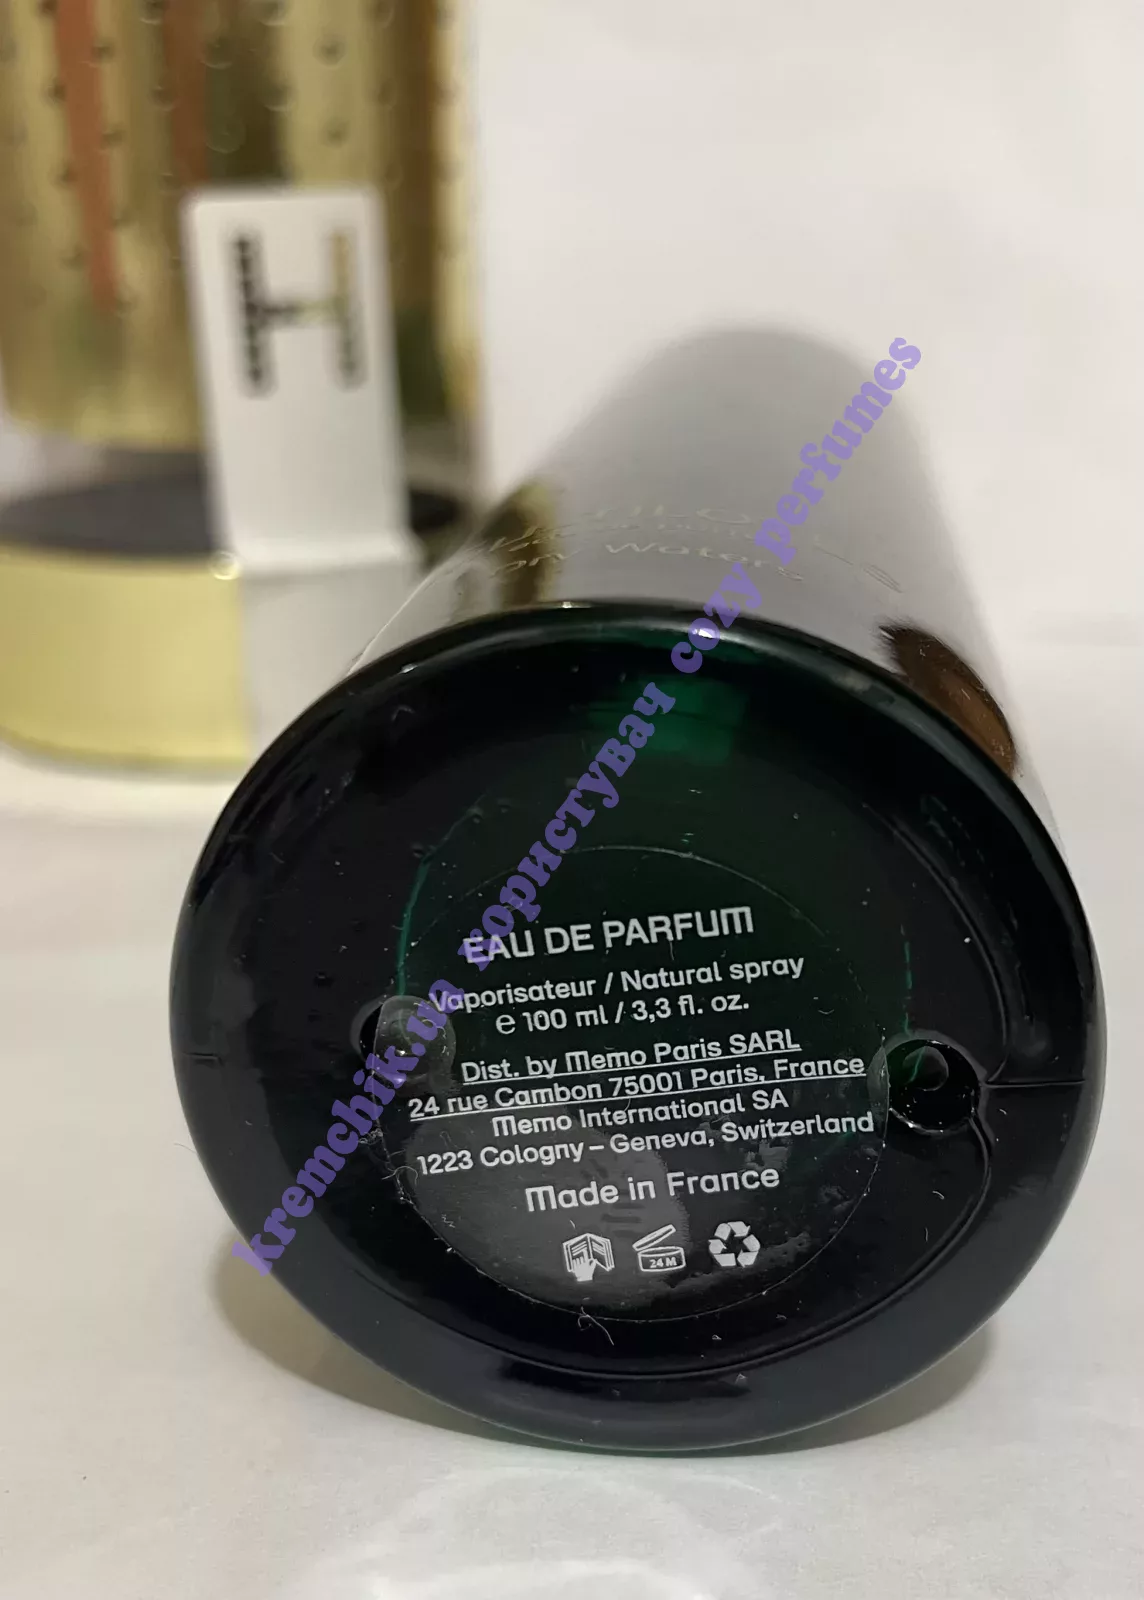 H
Waters
EAU DE PARFUM
Vaporisateur / Natural spray
e 100 ml / 3,3 fl. oz.
Dist. by Memo Paris SARL
24 rue Cambon 75001 Paris, France
Memo International SA
1223 Cologny – Geneva, Switzerland
Made in France
24 M
kremchik.ua користувач cozy perfumes